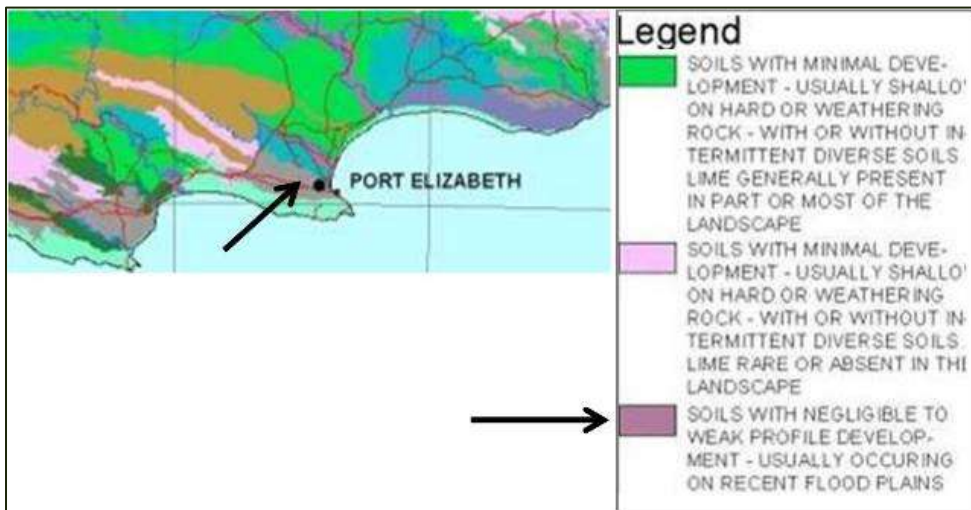 PORT ELIZABETH
Legend
SOILS WITH MINIMAL DEVE-
LOPMENT - USUALLY SHALLO
ON HARD OR WEATHERING
ROCK - WITH OR WITHOUT IN-
TERMITTENT DIVERSE SOILS
LIME GENERALLY PRESENT
IN PART OR MOST OF THE
LANDSCAPE
SOILS WITH MINIMAL DEVE-
LOPMENT - USUALLY SHALLO
ON HARD OR WEATHERING
ROCK - WITH OR WITHOUT IN-
TERMITTENT DIVERSE SOILS
LIME RARE OR ABSENT IN THE
LANDSCAPE
SOILS WITH NEGLIGIBLE TO
WEAK PROFILE DEVELOP-
MENT - USUALLY OCCURING
ON RECENT FLOOD PLAINS